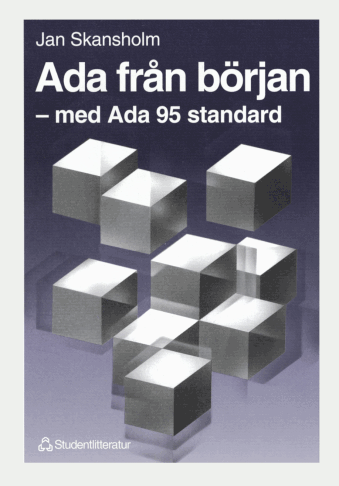 Jan Skansholm
Ada från början
– med Ada 95 standard
Studentlitteratur